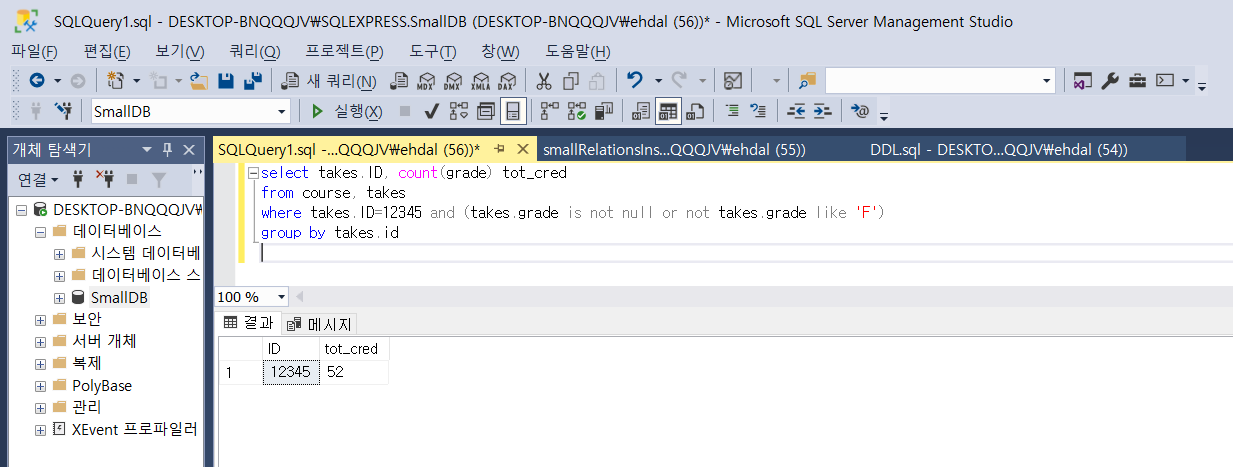 SQLQuery1.sql - DESKTOP-BNQQQJV₩SQLEXPRESS.SmallDB (DESKTOP-BNQQQJV₩ehdal (56))* - Microsoft SQL Server Management Studio
파일(F) 편집(E) 보기(V) 쿼리(Q) 프로젝트(P) 도구(T) 창(W) 도움말(H)
새 쿼리(N) MDX DMX XMLA DAX
SmallDB 실행(X)
개체 탐색기
SQLQuery1.sql -...QQQJV₩ehdal (56))* smallRelationsIns...QQQJV₩ehdal (55)) DDL.sql - DESKTO...QQJV₩ehdal (54))
연결
DESKTOP-BNQQQJV₩
데이터베이스
시스템 데이터베
데이터베이스 스
SmallDB
보안
서버 개체
복제
PolyBase
관리
XEvent 프로파일러
select takes.ID, count(grade) tot_cred
from course, takes
where takes.ID=12345 and (takes.grade is not null or not takes.grade like 'F')
group by takes.id
100 %
결과 메시지
ID tot_cred
1 12345 52